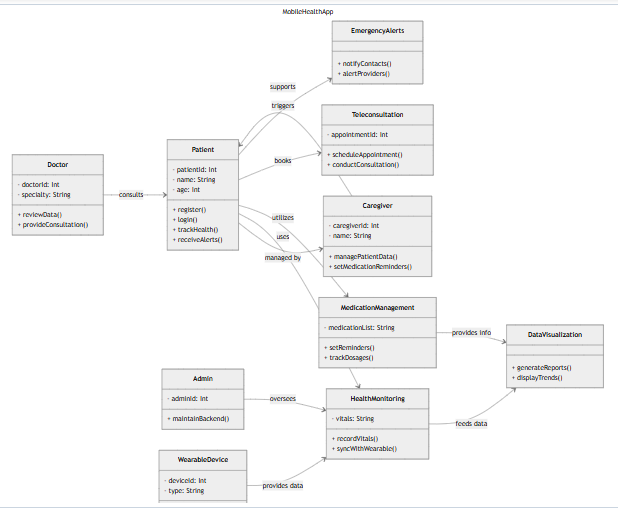 MobileHealthApp
EmergencyAlerts
+ notifyContacts()
+ alertProviders()
supports
triggers
Teleconsultation
- appointmentId: Int
+ scheduleAppointment()
+ conductConsultation()
Patient
- patientId: Int
- name: String
- age: Int
+ register()
+ login()
+ trackHealth()
+ receiveAlerts()
Doctor
- doctorId: Int
- specialty: String
+ reviewData()
+ provideConsultation()
consults
books
Caregiver
- caregiverId: Int
- name: String
+ managePatientData()
+ setMedicationReminders()
utilizes
uses
managed by
MedicationManagement
- medicationList: String
+ setReminders()
+ trackDosages()
provides info
DataVisualization
+ generateReports()
+ displayTrends()
Admin
- adminId: Int
+ maintainBackend()
oversees
HealthMonitoring
- vitals: String
+ recordVitals()
+ syncWithWearable()
feeds data
WearableDevice
- deviceId: Int
- type: String
provides data